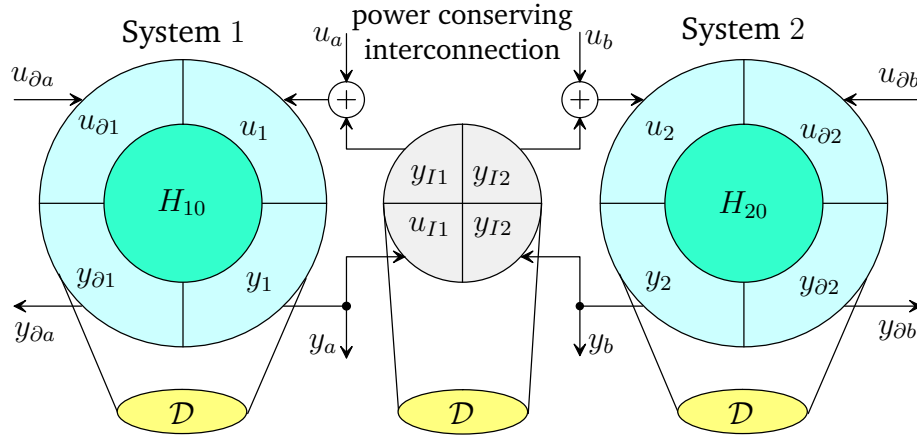 power conserving
interconnection
System 1
System 2
u_a
u_b
u_{∂a}
u_{∂b}
+
+
u_{∂1}
u_1
u_2
u_{∂2}
y_{I1}
y_{I2}
H_{10}
H_{20}
u_{I1}
y_{I2}
y_{∂1}
y_1
y_2
y_{∂2}
y_{∂a}
y_a
y_b
y_{∂b}
𝒟
𝒟
𝒟